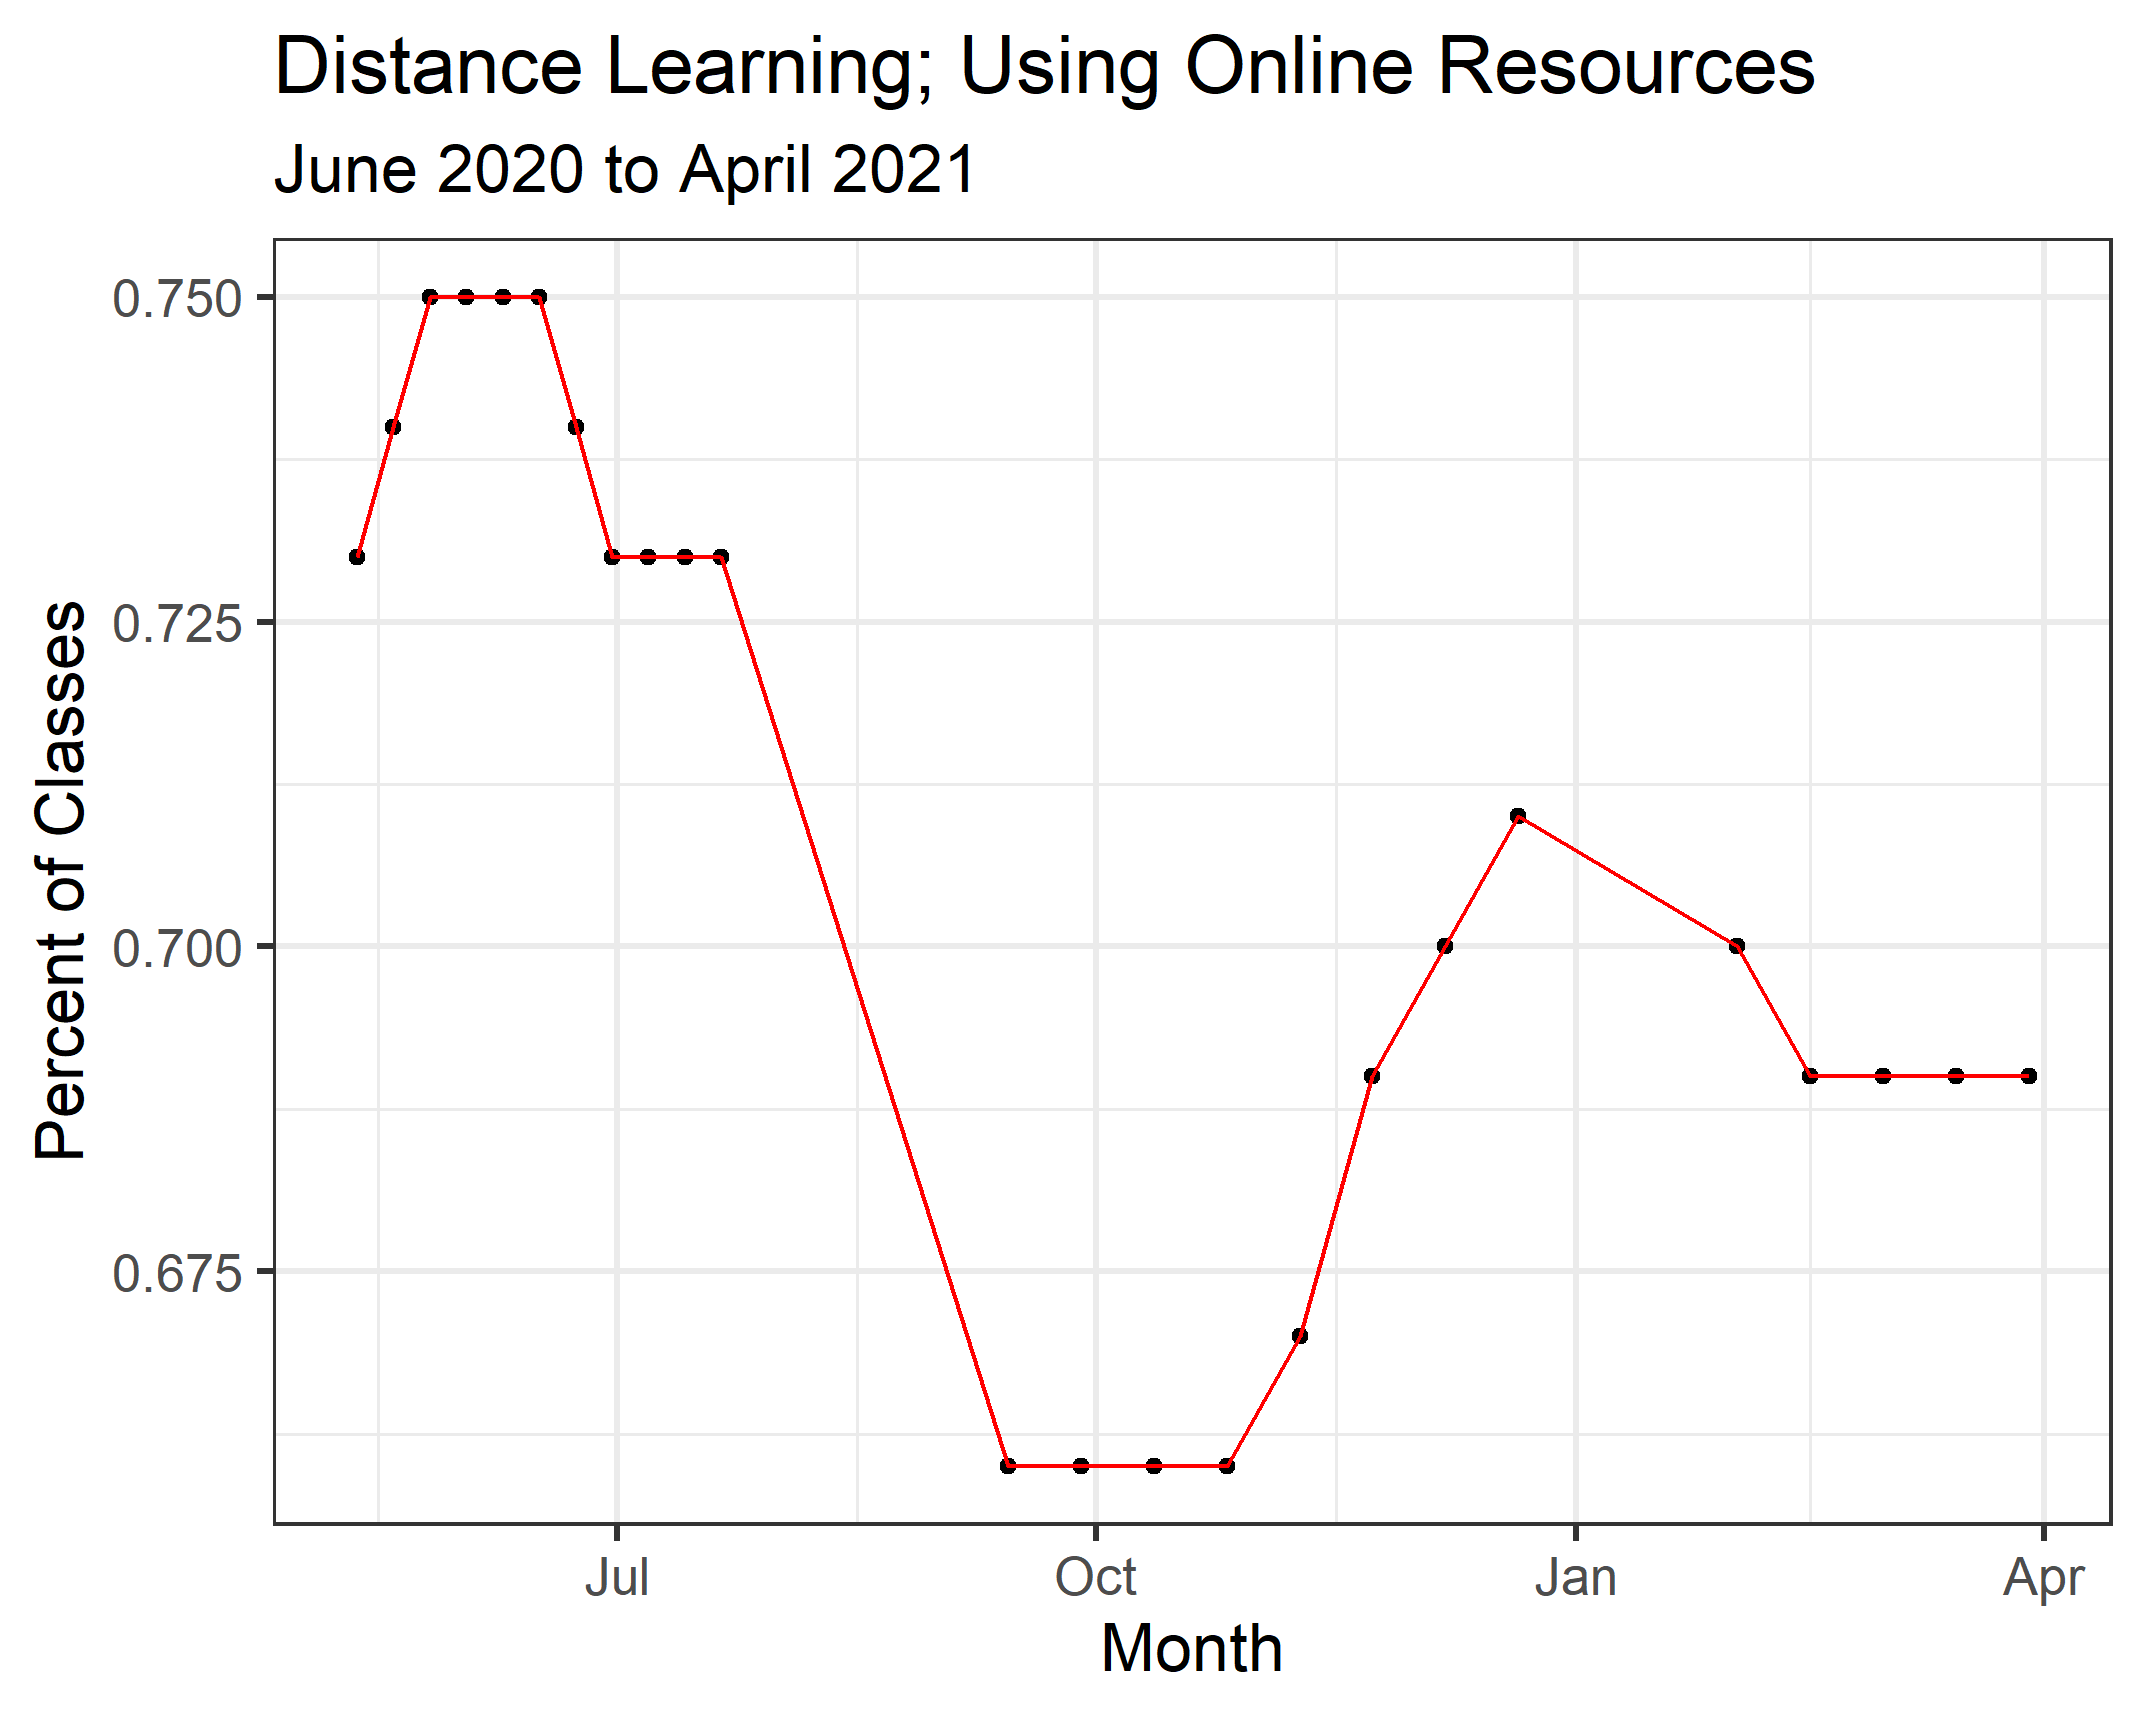 Distance Learning; Using Online Resources
June 2020 to April 2021
Percent of Classes
0.750
0.725
0.700
0.675
Jul Oct Jan Apr
Month